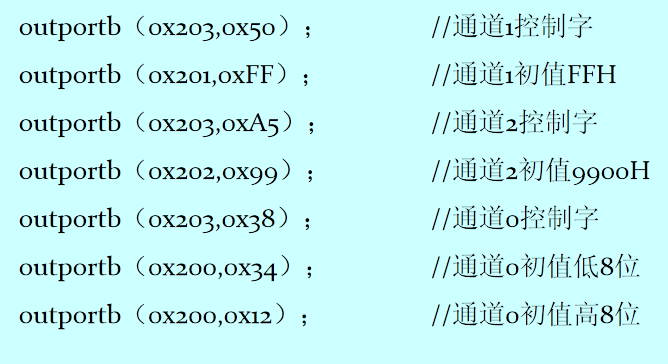 outportb（0x203,0x50）； //通道1控制字
outportb（0x201,0xFF）； //通道1初值FFH
outportb（0x203,0xA5）； //通道2控制字
outportb（0x202,0x99）； //通道2初值9900H
outportb（0x203,0x38）； //通道0控制字
outportb（0x200,0x34）； //通道0初值低8位
outportb（0x200,0x12）； //通道0初值高8位